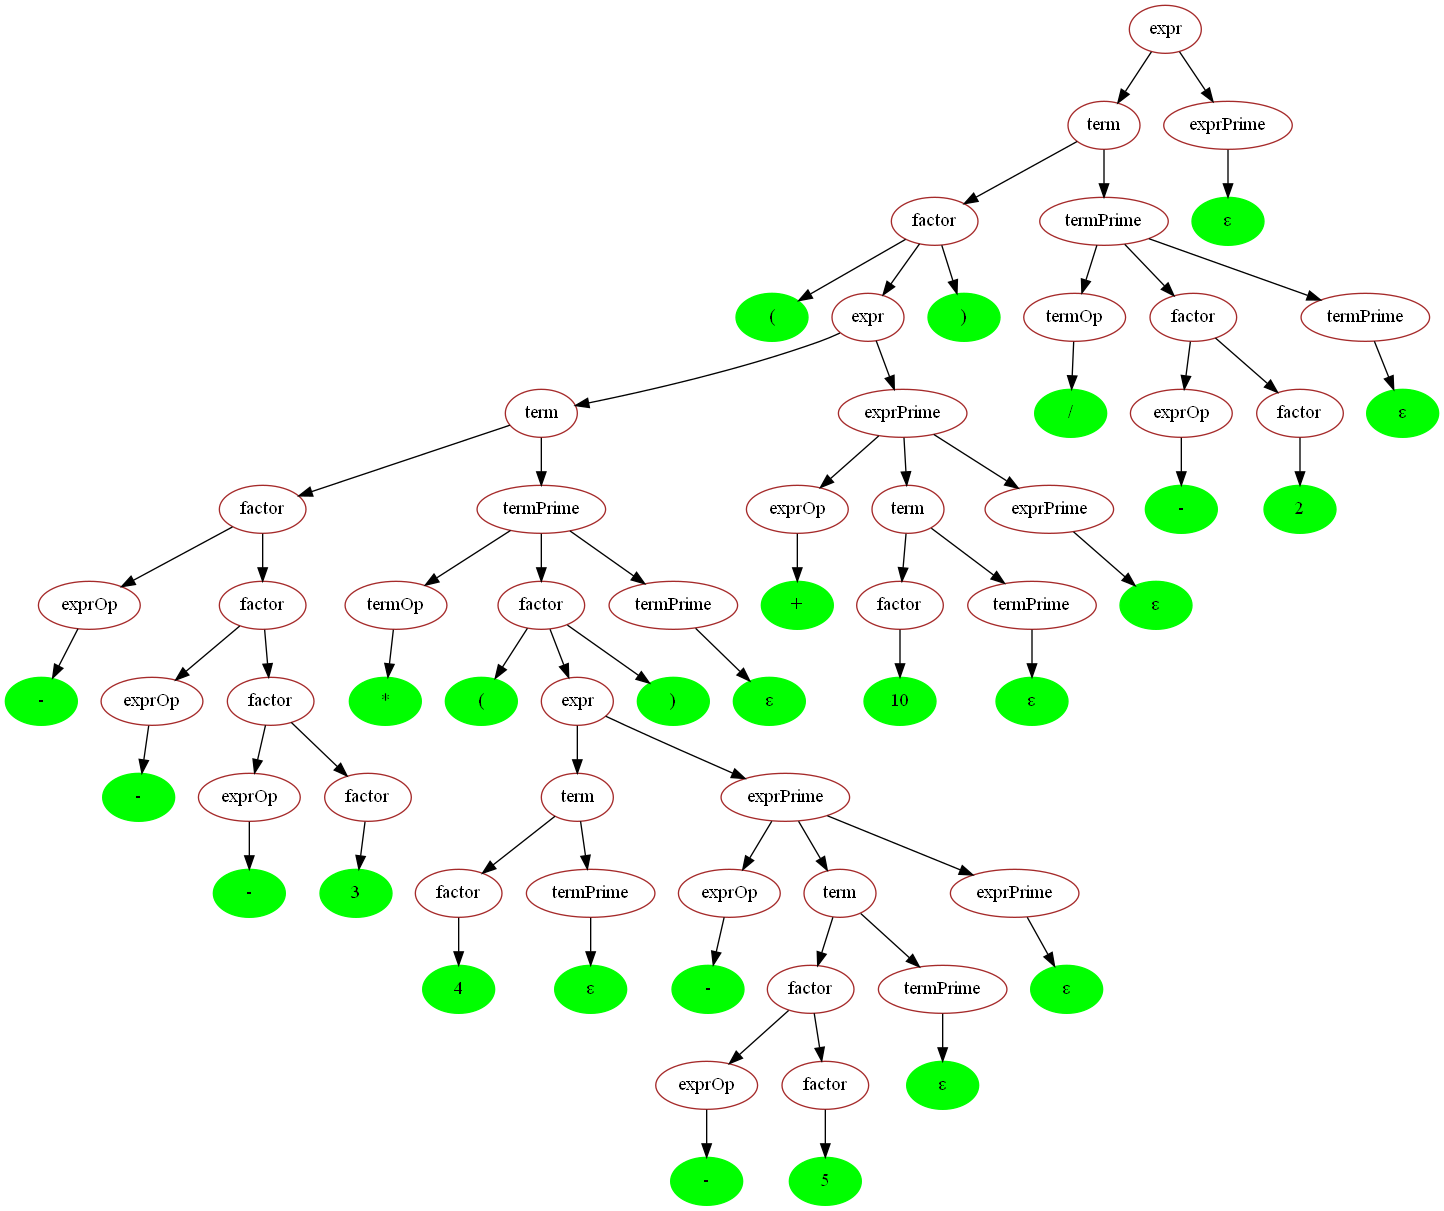 expr
term exprPrime
factor termPrime ε
( expr ) termOp factor termPrime
term exprPrime / exprOp factor ε
factor termPrime exprOp term exprPrime - 2
exprOp factor termOp factor termPrime + factor termPrime ε
- exprOp factor * ( expr ) ε 10 ε
- exprOp factor term exprPrime
- 3 factor termPrime exprOp term exprPrime
4 ε - factor termPrime ε
exprOp factor ε
- 5